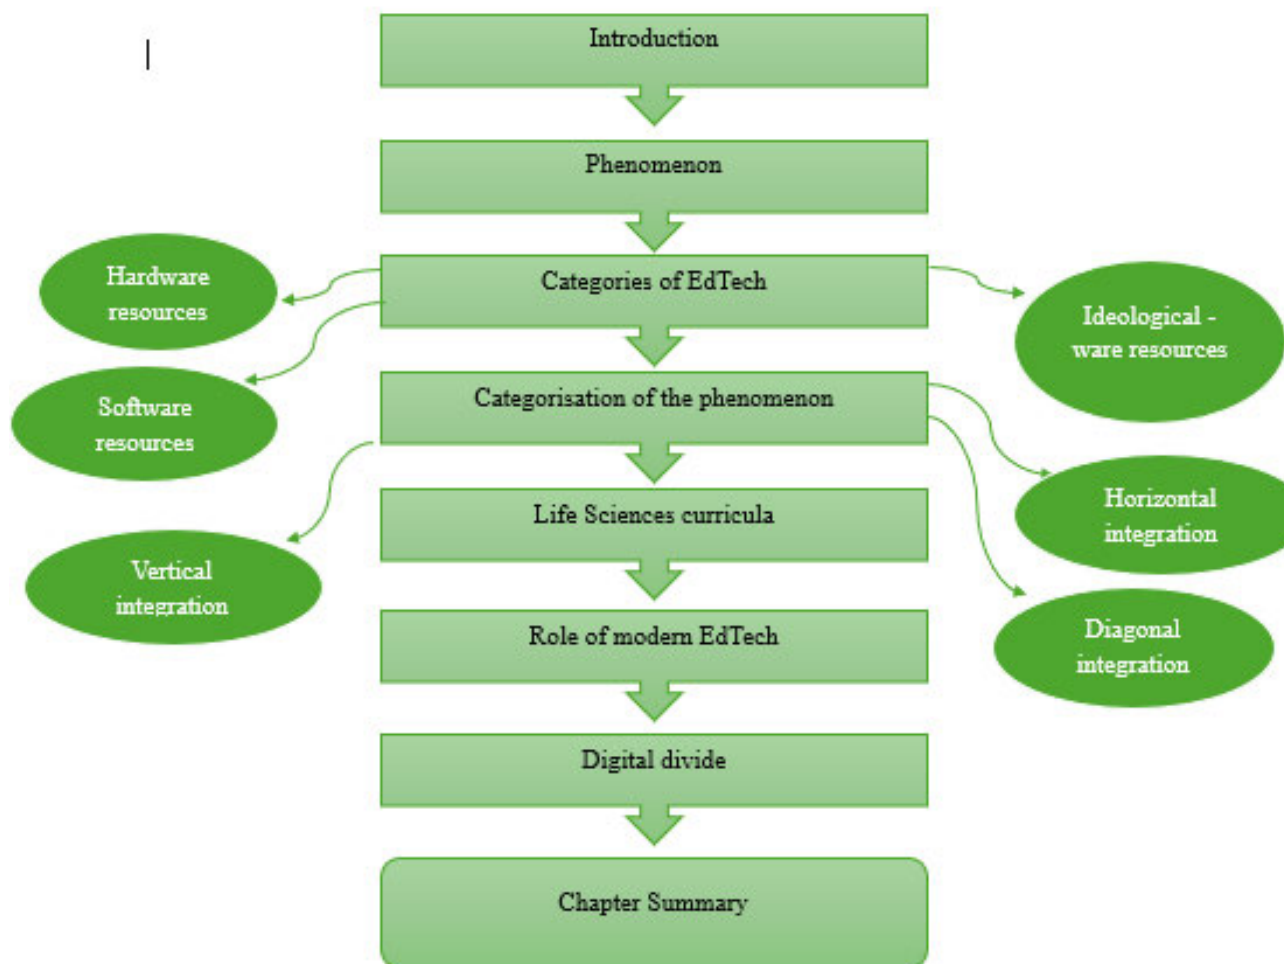 Introduction
Phenomenon
Categories of EdTech
Hardware
resources
Software
resources
Ideological -
ware resources
Categorisation of the phenomenon
Vertical
integration
Horizontal
integration
Diagonal
integration
Life Sciences curricula
Role of modern EdTech
Digital divide
Chapter Summary